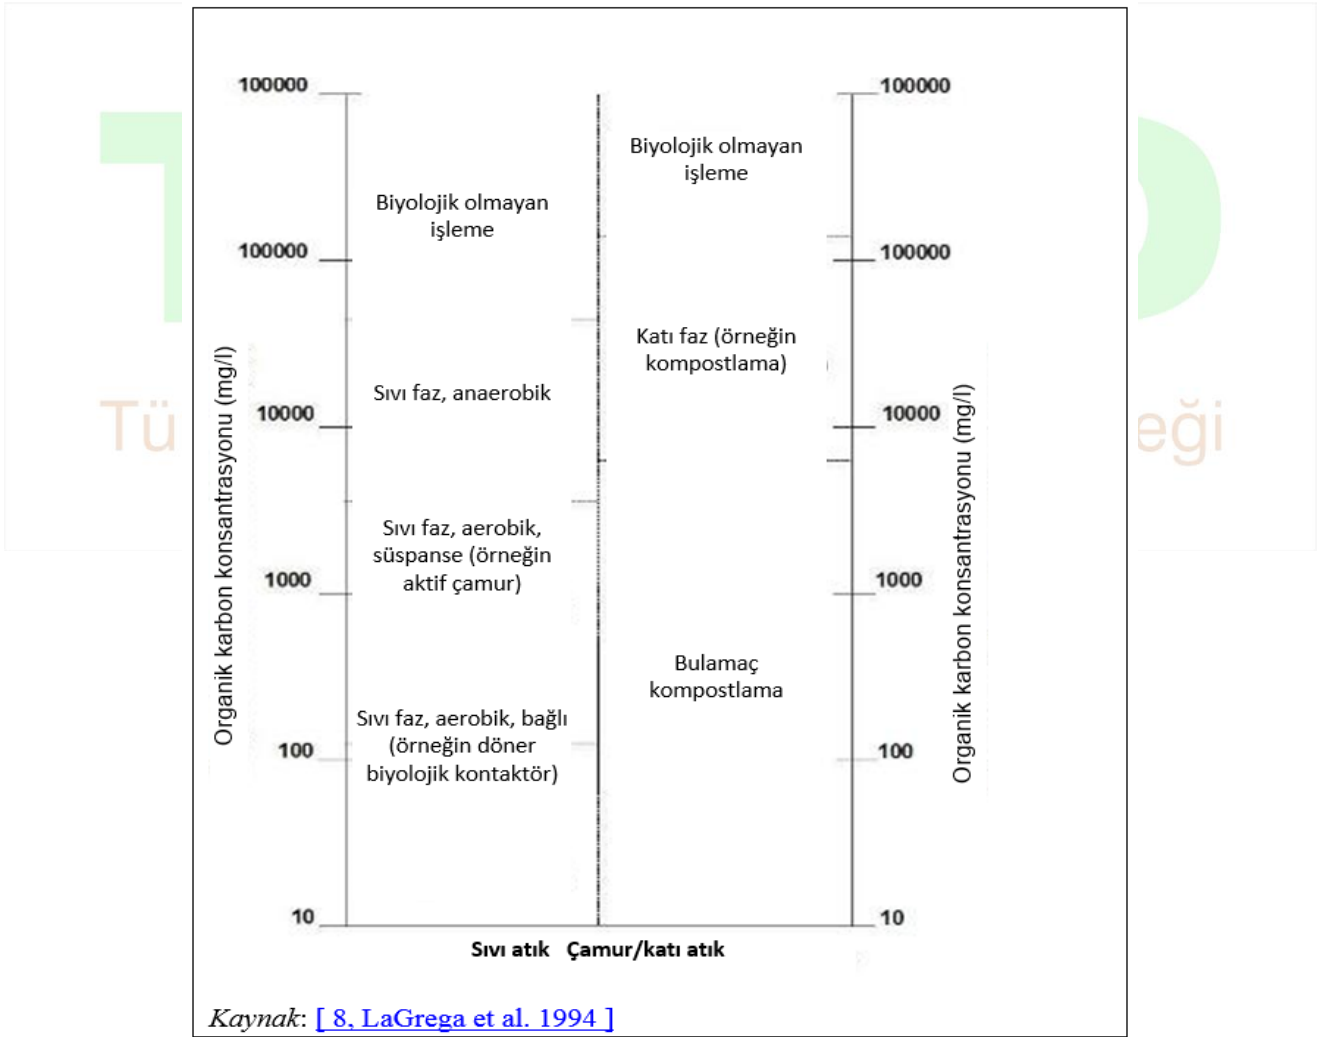 100000
100000
Biyolojik olmayan
işleme
Biyolojik olmayan
işleme
100000
100000
Katı faz (örneğin
kompostlama)
Sıvı faz, anaerobik
10000
10000
Organik karbon konsantrasyonu (mg/l)
Organik karbon konsantrasyonu (mg/l)
Tü
eği
Sıvı faz, aerobik,
süspanse (örneğin
aktif çamur)
1000
1000
Bulamaç
kompostlama
Sıvı faz, aerobik, bağlı
(örneğin döner
biyolojik kontaktör)
100
100
10
10
Sıvı atık Çamur/katı atık
Kaynak: [ 8, LaGrega et al. 1994 ]